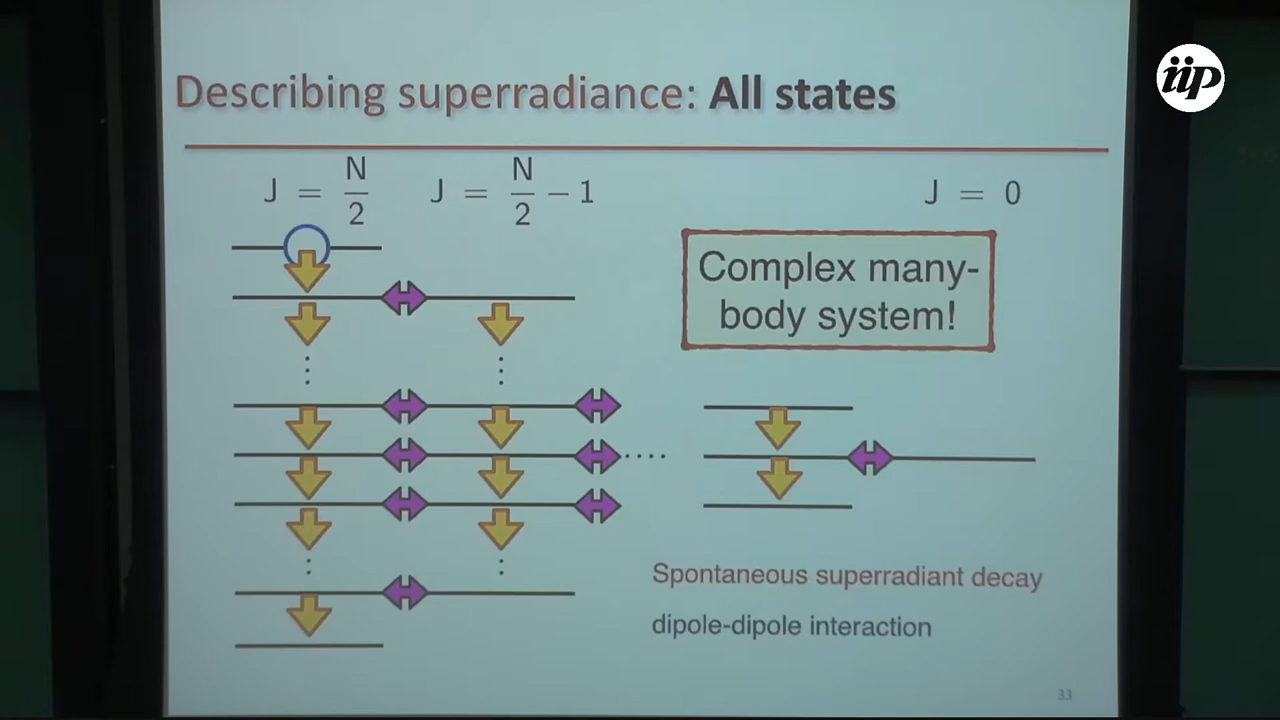 iip
Describing superradiance: All states
J = N/2 J = N/2 − 1 J = 0
Complex many-
body system!
Spontaneous superradiant decay
dipole-dipole interaction
33